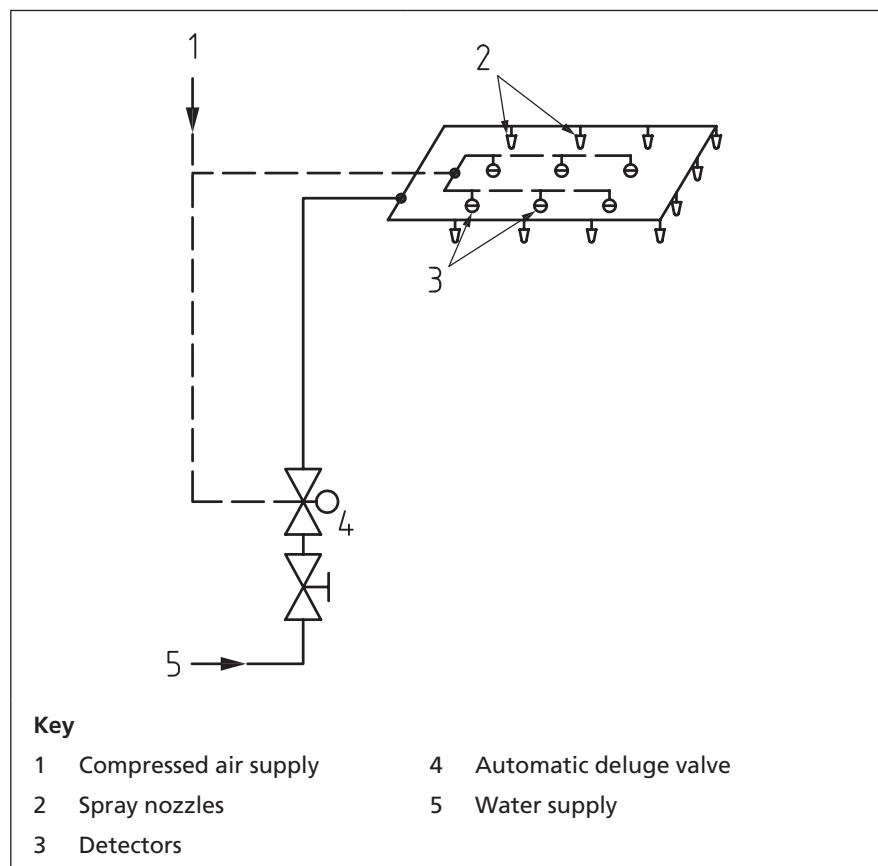 1
2
3
4
5
Key
1 Compressed air supply
2 Spray nozzles
3 Detectors
4 Automatic deluge valve
5 Water supply